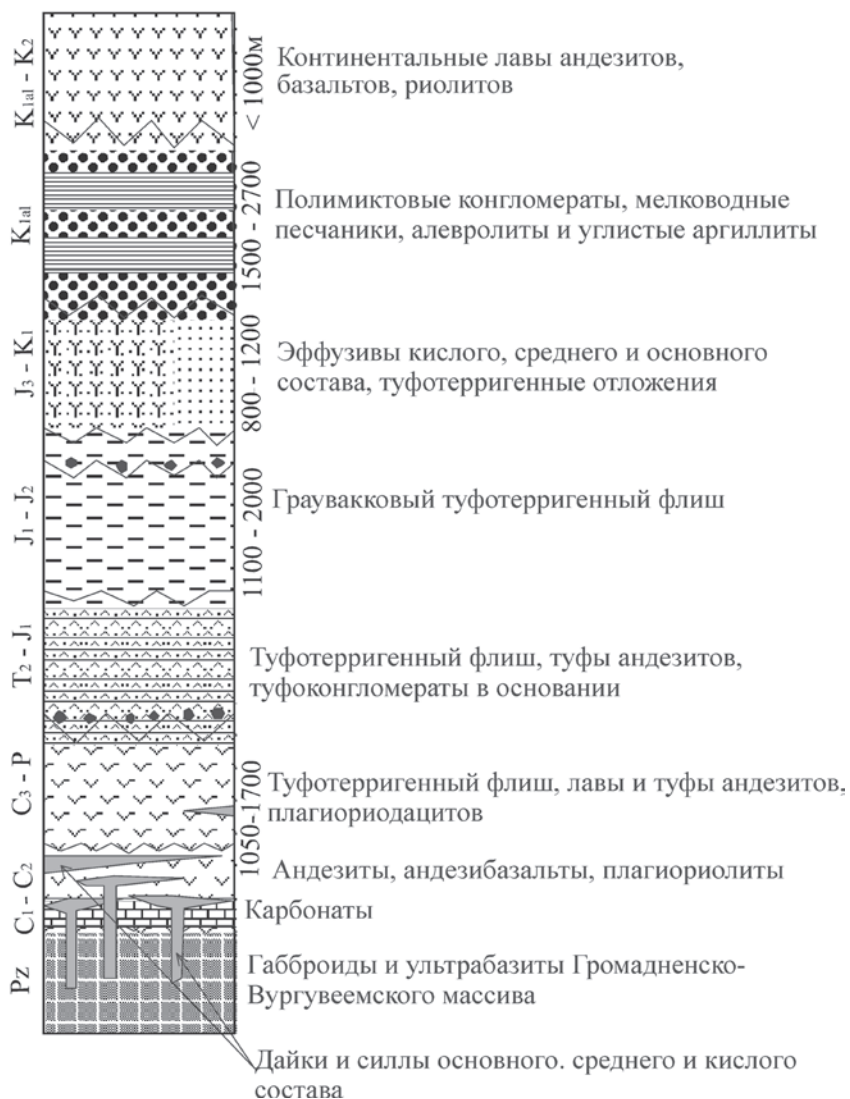 K₁al - K₂
< 1000м
Континентальные лавы андезитов,
базальтов, риолитов
K₁al
1500 - 2700
Полимиктовые конгломераты, мелководные
песчаники, алевролиты и углистые аргиллиты
J₃ - K₁
800 - 1200
Эффузивы кислого, среднего и основного
состава, туфотерригенные отложения
J₁ - J₂
1100 - 2000
Граувакковый туфотерригенный флиш
T₂ - J₁
Туфотерригенный флиш, туфы андезитов,
туфоконгломераты в основании
C₃ - P
1050-1700
Туфотерригенный флиш, лавы и туфы андезитов,
плагиориодацитов
C₁ - C₂
Андезиты, андезибазальты, плагиориолиты
Карбонаты
Pz
Габброиды и ультрабазиты Громадненско-
Вургувеемского массива
Дайки и силлы основного. среднего и кислого
состава